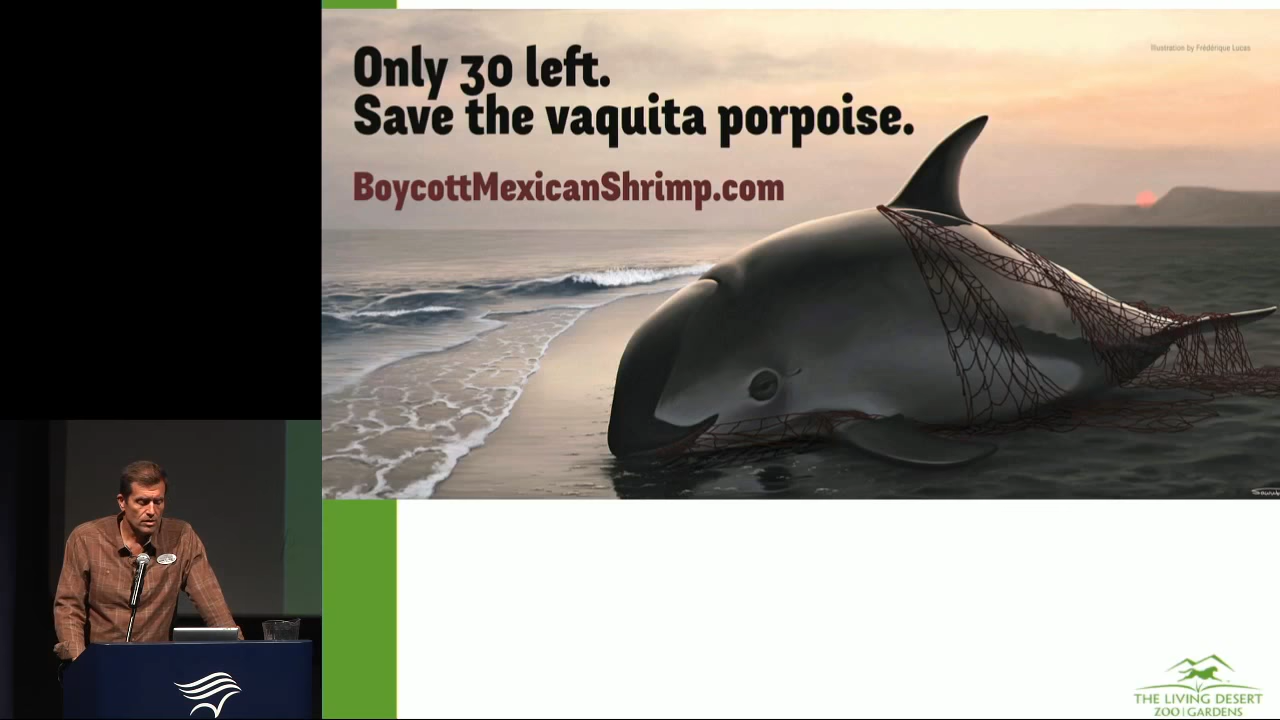 Only 30 left.
Save the vaquita porpoise.
BoycottMexicanShrimp.com
Illustration by Frédérique Lucas
THE LIVING DESERT
ZOO | GARDENS